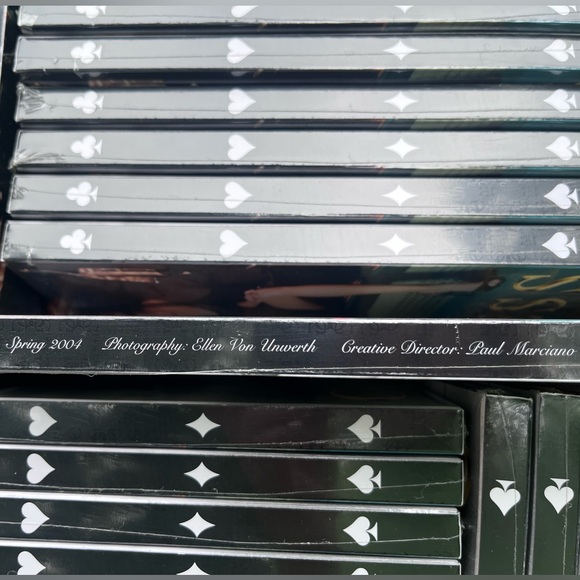 Spring 2004 Photography: Ellen Von Unwerth Creative Director: Paul Marciano